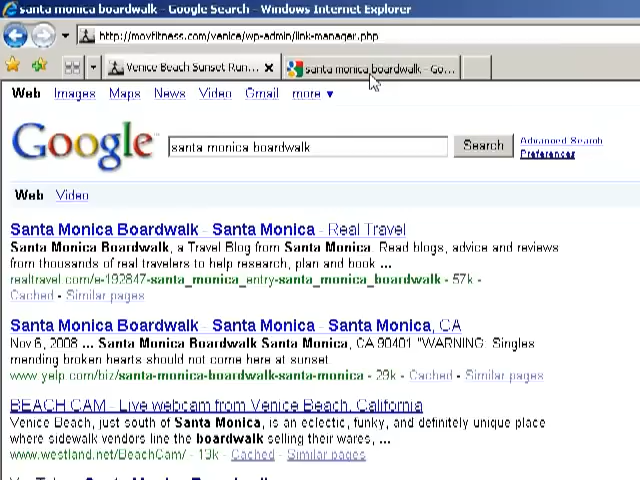 santa monica boardwalk - Google Search - Windows Internet Explorer
http://movfitness.com/venice/wp-admin/link-manager.php
Venice Beach Sunset Run... santa monica boardwalk - Go...
Web Images Maps News Video Gmail more ▼
Google santa monica boardwalk Search Advanced Search
Preferences
Web Video
Santa Monica Boardwalk - Santa Monica - Real Travel
Santa Monica Boardwalk, a Travel Blog from Santa Monica. Read blogs, advice and reviews
from thousands of real travelers to help research, plan and book ...
realtravel.com/e-192847-santa_monica_entry-santa_monica_boardwalk - 57k -
Cached - Similar pages
Santa Monica Boardwalk - Santa Monica - Santa Monica, CA
Nov 6, 2008 ... Santa Monica Boardwalk Santa Monica, CA 90401 "WARNING: Singles
mending broken hearts should not come here at sunset.
www.yelp.com/biz/santa-monica-boardwalk-santa-monica - 29k - Cached - Similar pages
BEACH CAM - Live webcam from Venice Beach, California
Venice Beach, just south of Santa Monica, is an eclectic, funky, and definitely unique place
where sidewalk vendors line the boardwalk selling their wares, ...
www.westland.net/BeachCam/ - 13k - Cached - Similar pages